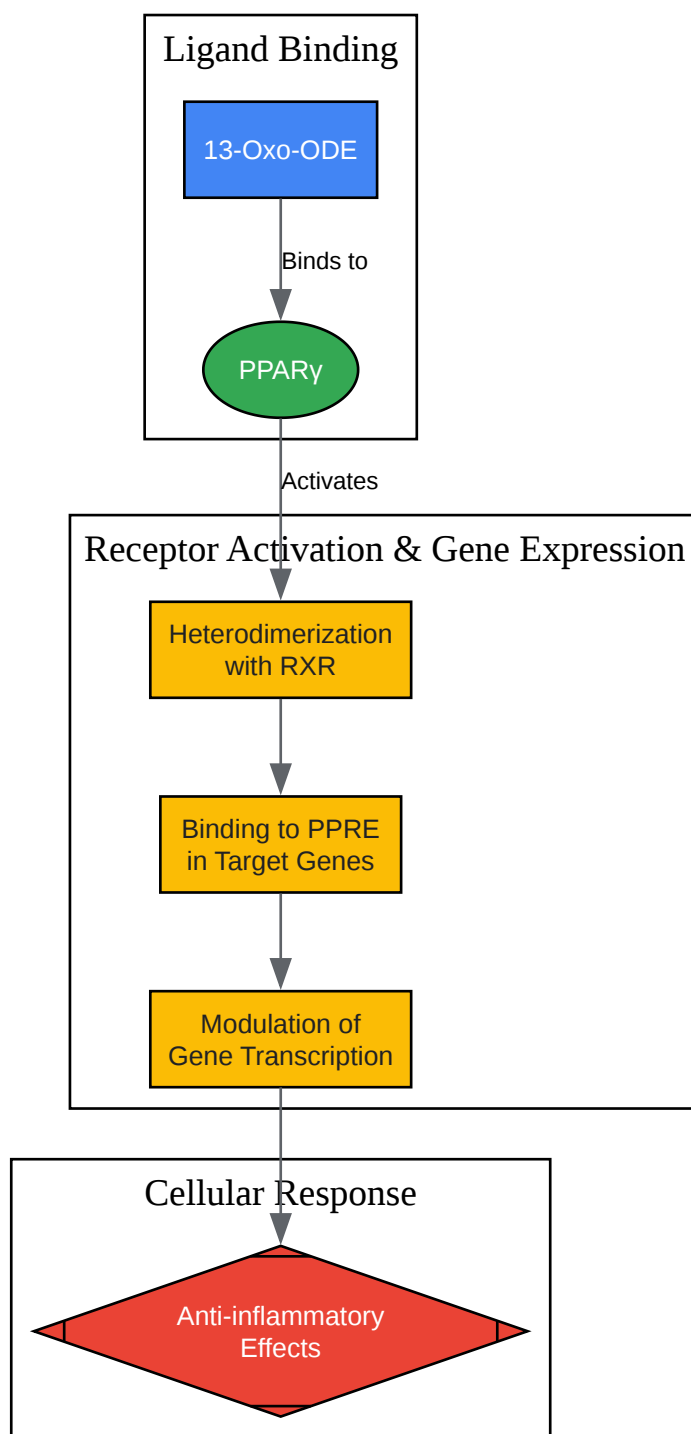 Ligand Binding
13-Oxo-ODE
Binds to
PPARγ
Activates
Receptor Activation & Gene Expression
Heterodimerization
with RXR
Binding to PPRE
in Target Genes
Modulation of
Gene Transcription
Cellular Response
Anti-inflammatory
Effects